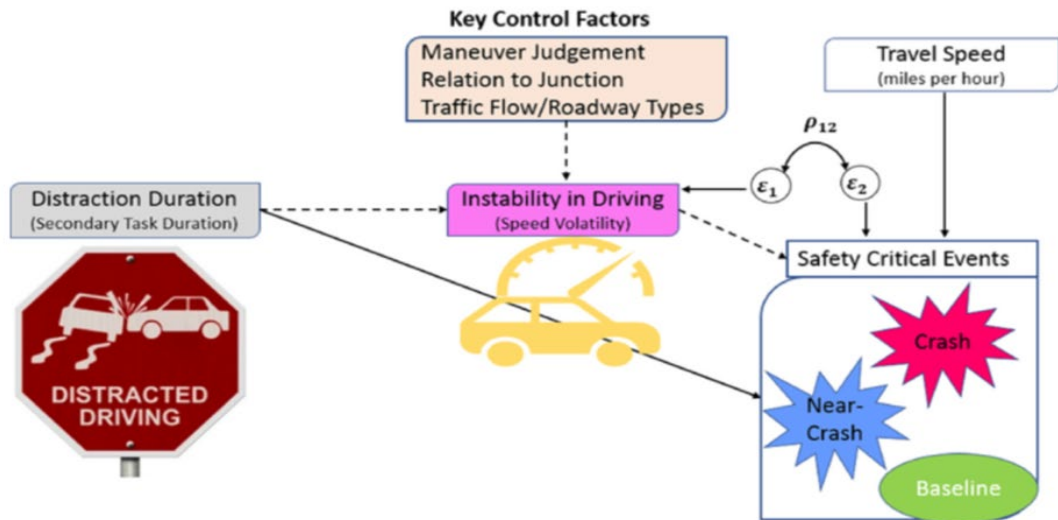 Key Control Factors
Maneuver Judgement
Relation to Junction
Traffic Flow/Roadway Types
Travel Speed
(miles per hour)
ρ₁₂
ε₁
ε₂
Distraction Duration
(Secondary Task Duration)
Instability in Driving
(Speed Volatility)
Safety Critical Events
Crash
Near-
Crash
Baseline
DISTRACTED
DRIVING